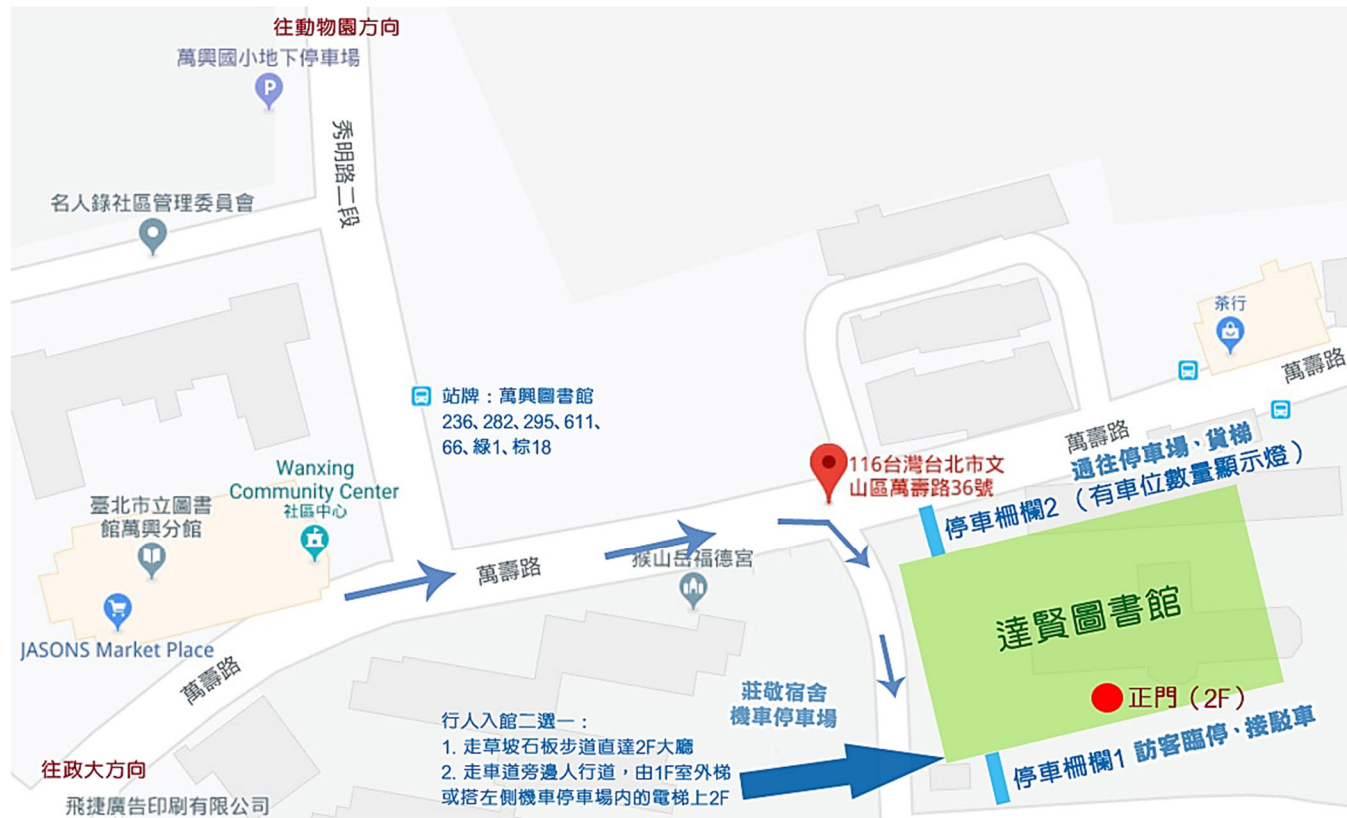 往動物園方向
萬興國小地下停車場
P
秀明路二段
名人錄社區管理委員會
茶行
萬壽路
站牌：萬興圖書館
236、282、295、611、
66、綠1、棕18
萬壽路
通往停車場、貨梯
116台灣台北市文
山區萬壽路36號
停車柵欄2（有車位數量顯示燈）
Wanxing
Community Center
社區中心
臺北市立圖書
館萬興分館
萬壽路
猴山岳福德宮
達賢圖書館
JASONS Market Place
萬壽路
莊敬宿舍
機車停車場
正門（2F）
行人入館二選一：
1. 走草坡石板步道直達2F大廳
2. 走車道旁邊人行道，由1F室外梯
或搭左側機車停車場內的電梯上2F
停車柵欄1 訪客臨停、接駁車
往政大方向
飛捷廣告印刷有限公司